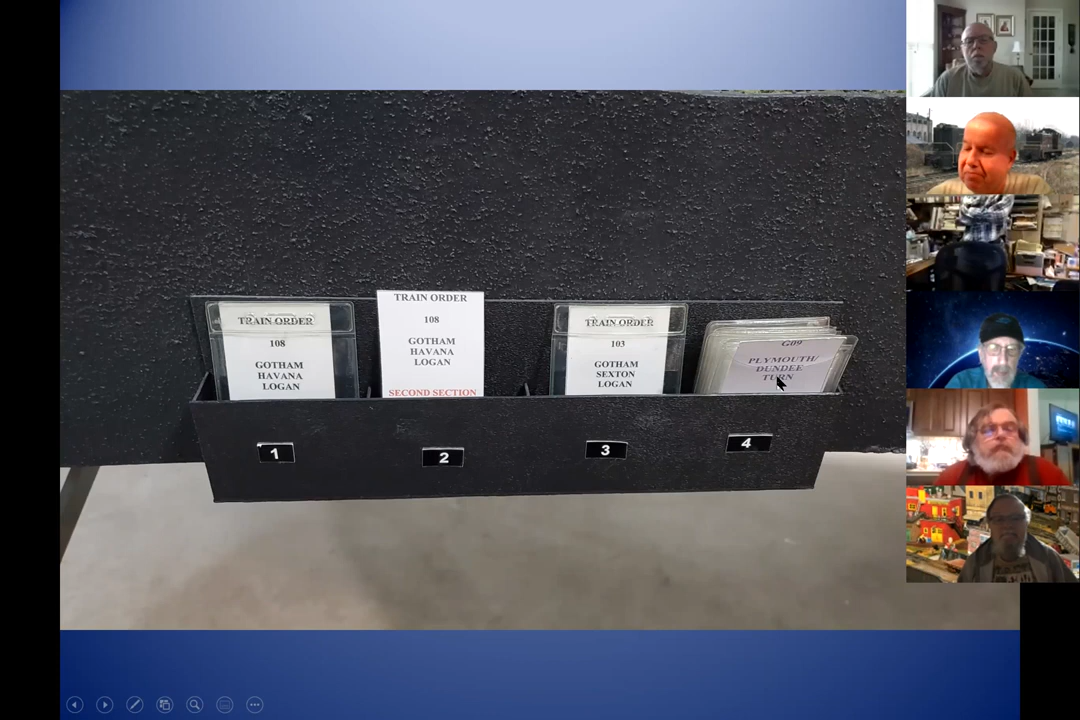 TRAIN ORDER
108
GOTHAM
HAVANA
LOGAN
TRAIN ORDER
108
GOTHAM
HAVANA
LOGAN
SECOND SECTION
TRAIN ORDER
103
GOTHAM
SEXTON
LOGAN
G09
PLYMOUTH/
DUNDEE
TURN
1
2
3
4